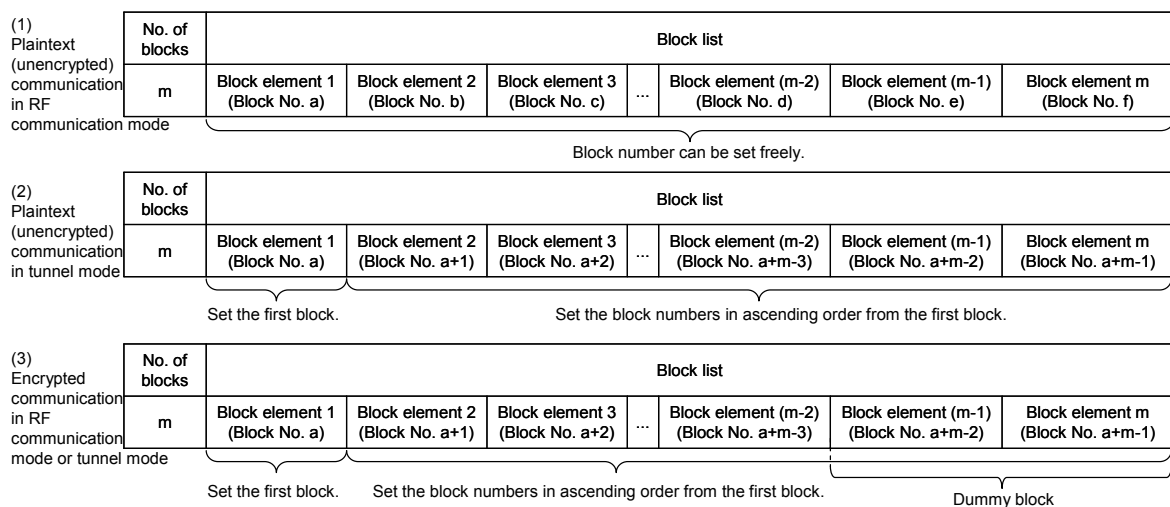 (1)
Plaintext
(unencrypted)
communication
in RF
communication mode
No. of
blocks
Block list
m
Block element 1
(Block No. a)
Block element 2
(Block No. b)
Block element 3
(Block No. c)
...
Block element (m-2)
(Block No. d)
Block element (m-1)
(Block No. e)
Block element m
(Block No. f)
Block number can be set freely.
(2)
Plaintext
(unencrypted)
communication
in tunnel mode
No. of
blocks
Block list
m
Block element 1
(Block No. a)
Block element 2
(Block No. a+1)
Block element 3
(Block No. a+2)
...
Block element (m-2)
(Block No. a+m-3)
Block element (m-1)
(Block No. a+m-2)
Block element m
(Block No. a+m-1)
Set the first block.
Set the block numbers in ascending order from the first block.
(3)
Encrypted
communication
in RF
communication
mode or tunnel mode
No. of
blocks
Block list
m
Block element 1
(Block No. a)
Block element 2
(Block No. a+1)
Block element 3
(Block No. a+2)
...
Block element (m-2)
(Block No. a+m-3)
Block element (m-1)
(Block No. a+m-2)
Block element m
(Block No. a+m-1)
Set the first block.
Set the block numbers in ascending order from the first block.
Dummy block